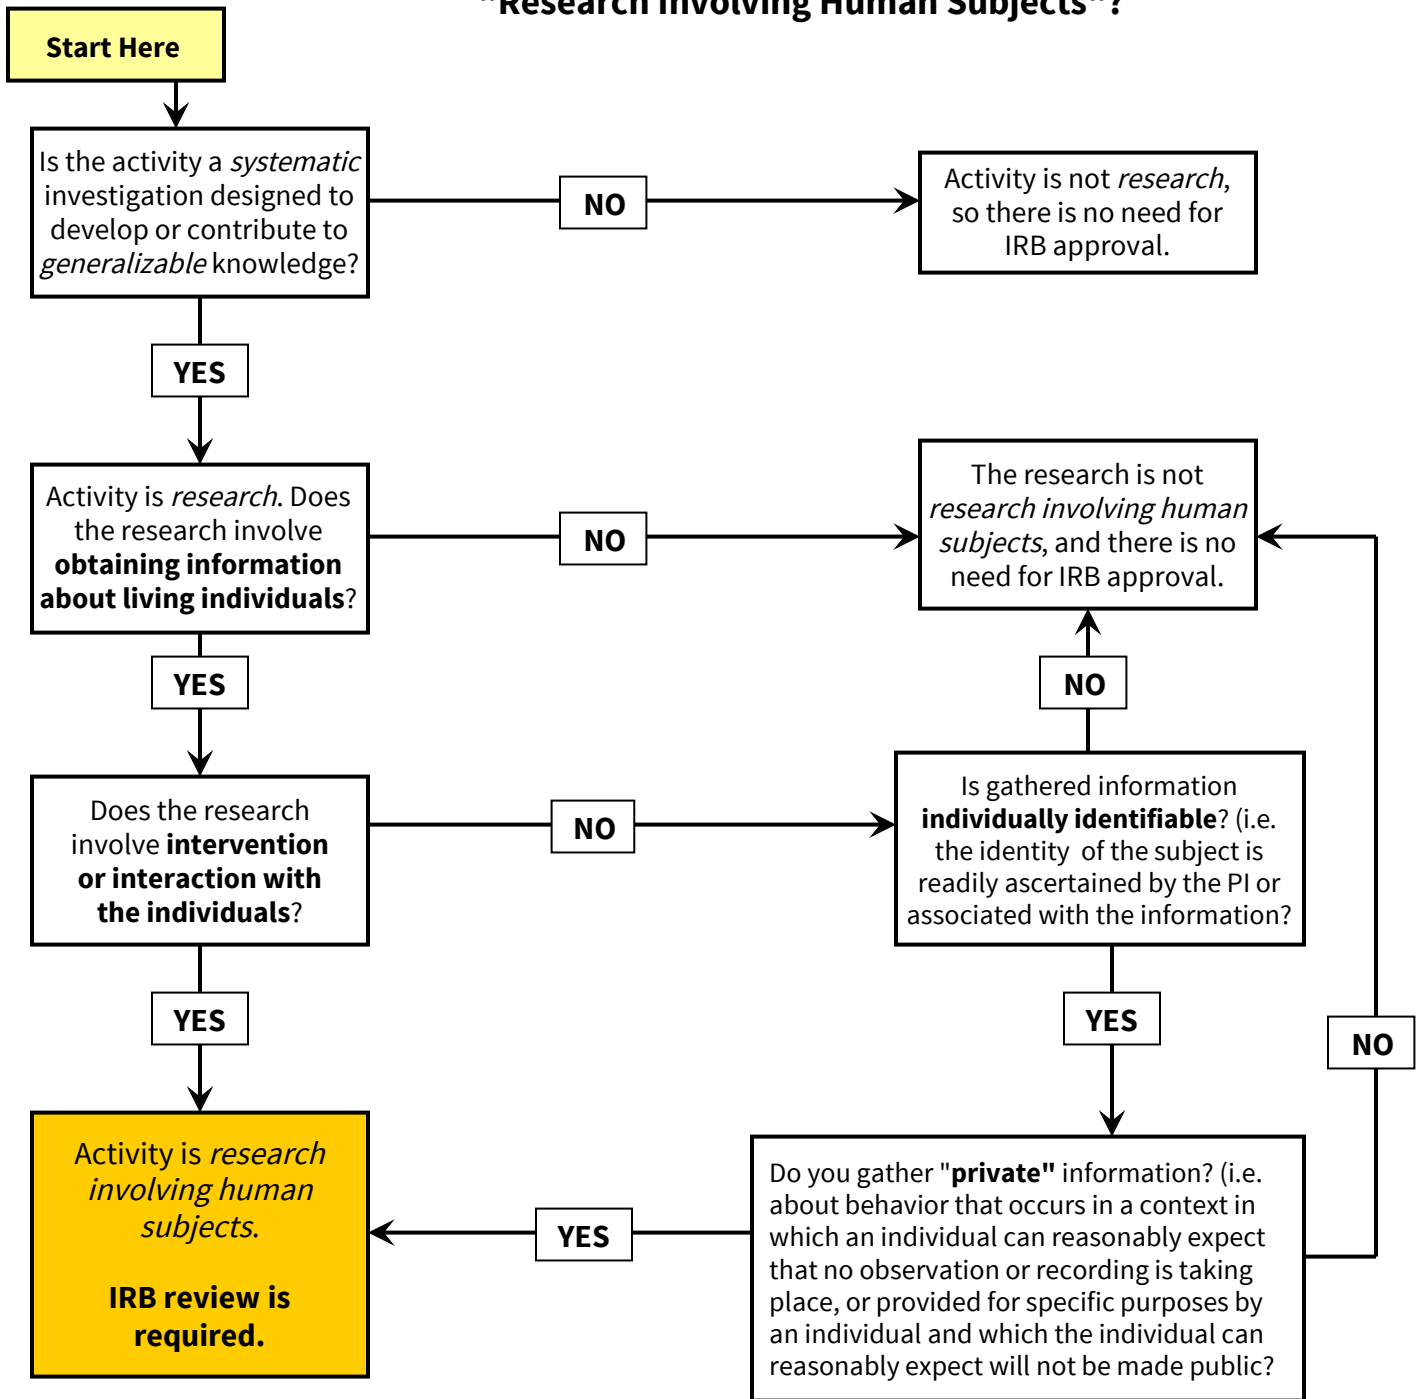 "Research Involving Human Subjects"?
Start Here
Is the activity a systematic
investigation designed to
develop or contribute to
generalizable knowledge?
NO
Activity is not research,
so there is no need for
IRB approval.
YES
Activity is research. Does
the research involve
obtaining information
about living individuals?
NO
The research is not
research involving human
subjects, and there is no
need for IRB approval.
YES
NO
Does the research
involve intervention
or interaction with
the individuals?
NO
Is gathered information
individually identifiable? (i.e.
the identity of the subject is
readily ascertained by the PI or
associated with the information?
YES
YES
NO
Activity is research
involving human
subjects.
IRB review is
required.
YES
Do you gather "private" information? (i.e.
about behavior that occurs in a context in
which an individual can reasonably expect
that no observation or recording is taking
place, or provided for specific purposes by
an individual and which the individual can
reasonably expect will not be made public?